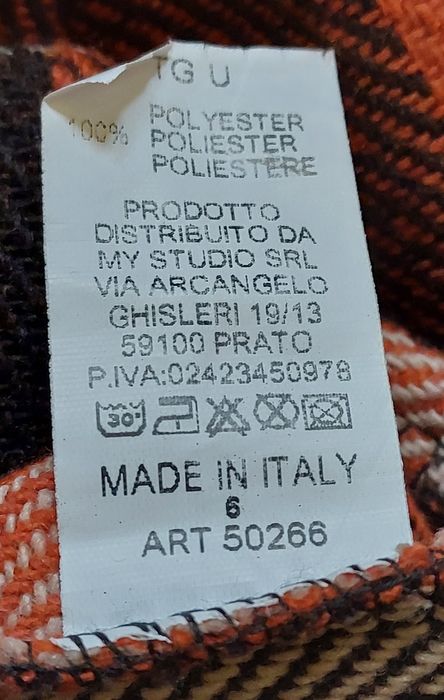 TG U
100% POLYESTER
POLIESTER
POLIESTERE
PRODOTTO
DISTRIBUITO DA
MY STUDIO SRL
VIA ARCANGELO
GHISLERI 19/13
59100 PRATO
P.IVA:02423450978
30°
MADE IN ITALY
6
ART 50266